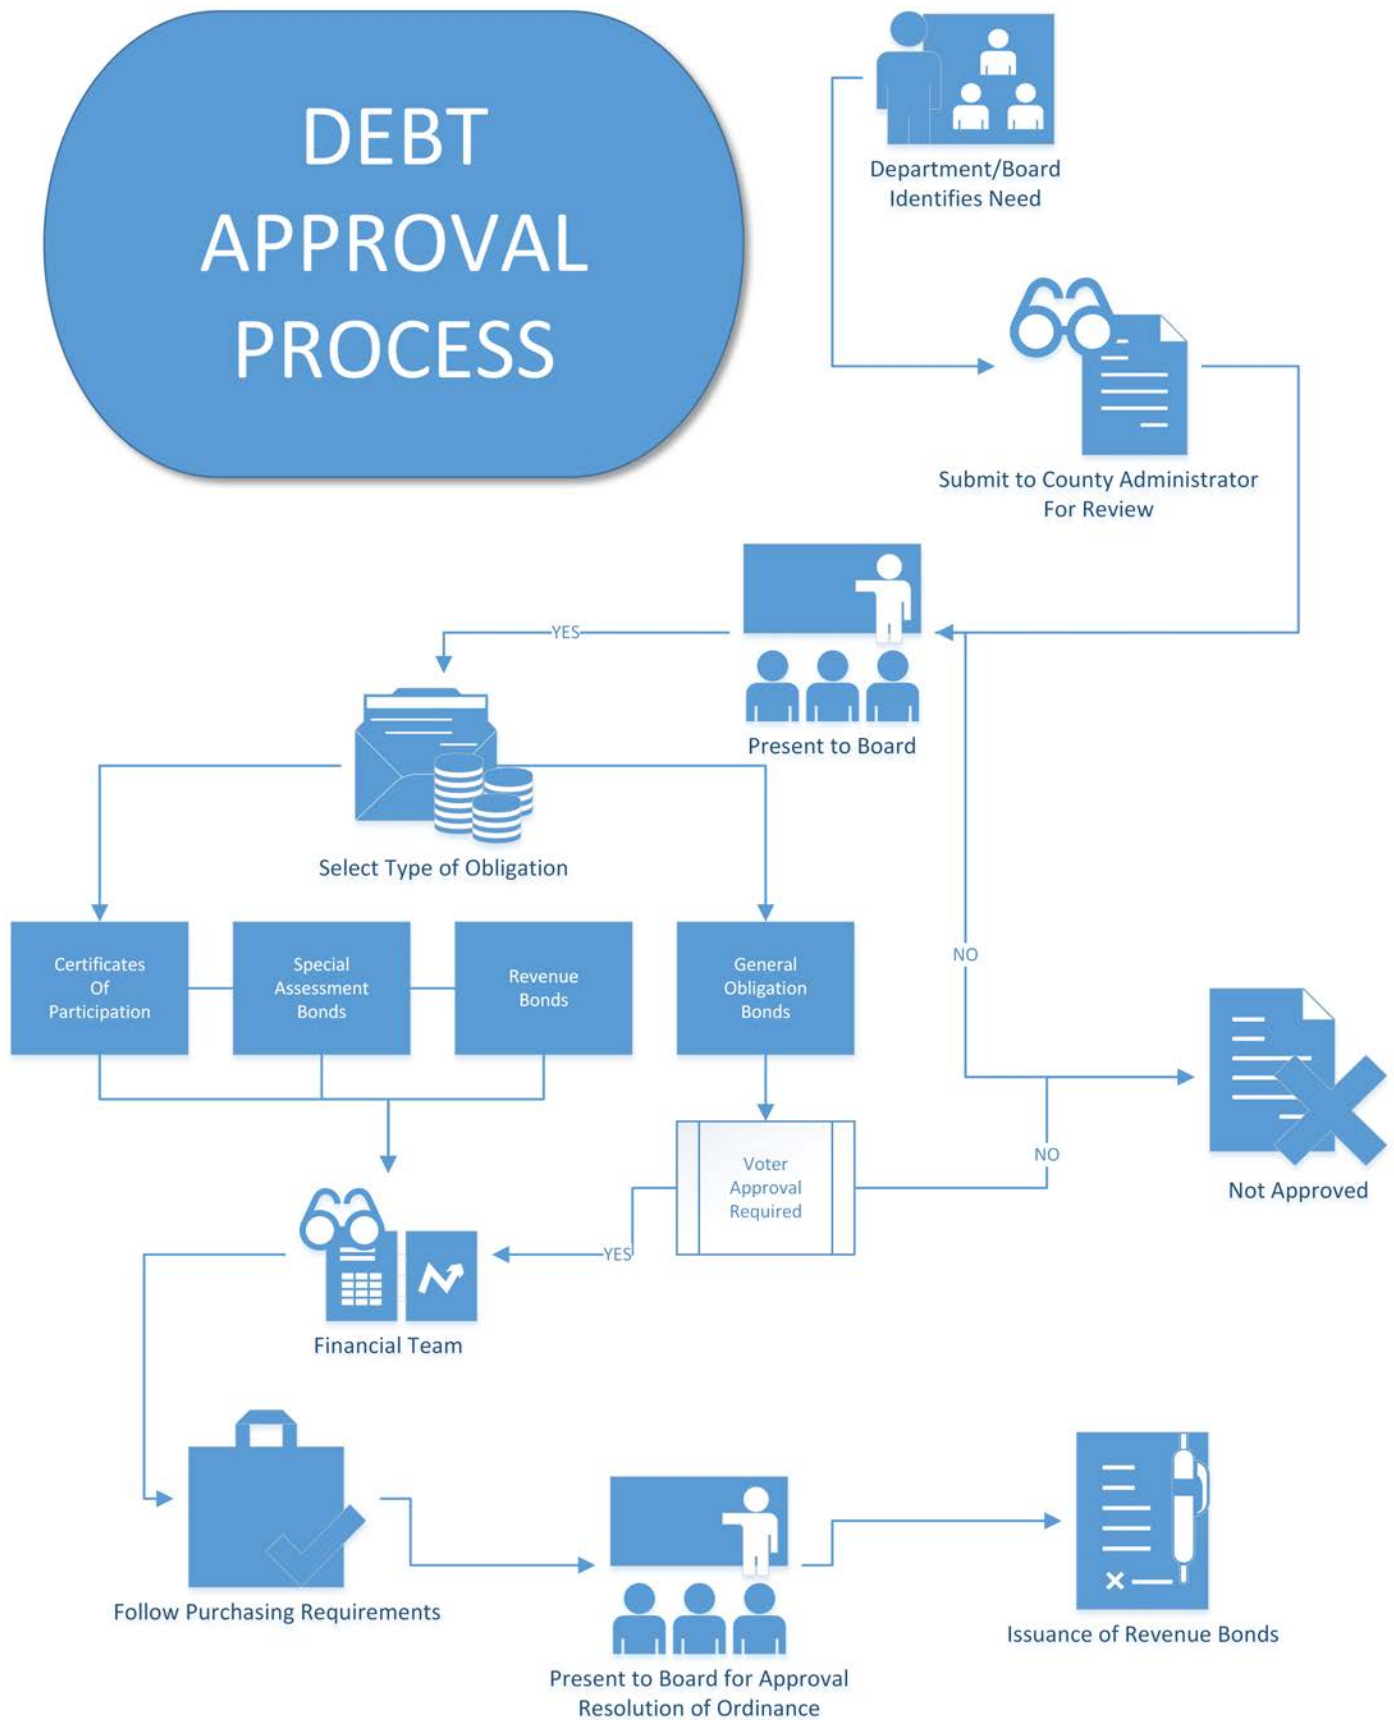 DEBT
APPROVAL
PROCESS
Department/Board
Identifies Need
Submit to County Administrator
For Review
YES
Present to Board
Select Type of Obligation
Certificates
Of
Participation
Special
Assessment
Bonds
Revenue
Bonds
General
Obligation
Bonds
NO
Voter
Approval
Required
NO
Not Approved
YES
Financial Team
Follow Purchasing Requirements
Present to Board for Approval
Resolution of Ordinance
Issuance of Revenue Bonds